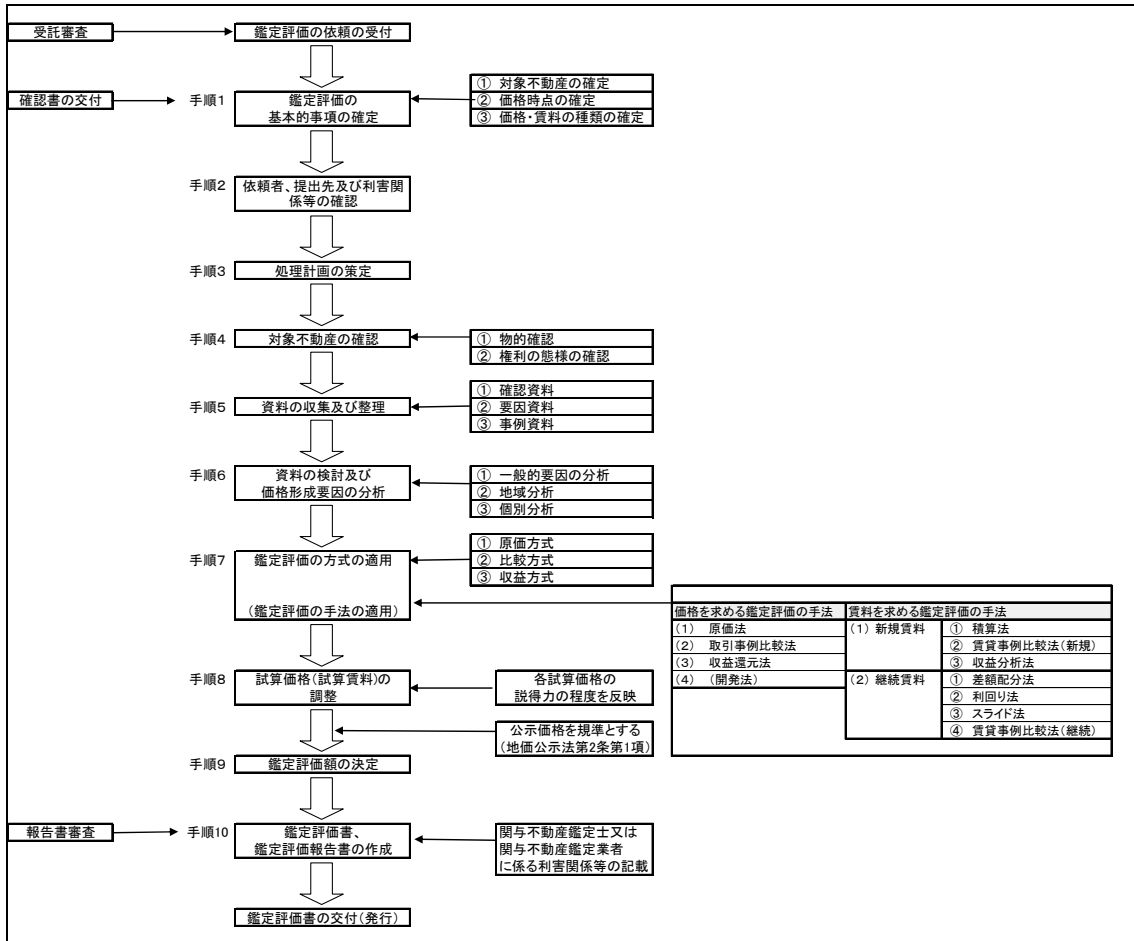 受託審査
鑑定評価の依頼の受付
確認書の交付
手順1
鑑定評価の
基本的事項の確定
① 対象不動産の確定
② 価格時点の確定
③ 価格・賃料の種類の確定
手順2
依頼者、提出先及び利害関
係等の確認
手順3
処理計画の策定
手順4
対象不動産の確認
① 物的確認
② 権利の態様の確認
手順5
資料の収集及び整理
① 確認資料
② 要因資料
③ 事例資料
手順6
資料の検討及び
価格形成要因の分析
① 一般的要因の分析
② 地域分析
③ 個別分析
手順7
鑑定評価の方式の適用
(鑑定評価の手法の適用)
① 原価方式
② 比較方式
③ 収益方式
価格を求める鑑定評価の手法
(1) 原価法
(2) 取引事例比較法
(3) 収益還元法
(4) (開発法)
賃料を求める鑑定評価の手法
(1) 新規賃料
① 積算法
② 賃貸事例比較法(新規)
③ 収益分析法
(2) 継続賃料
① 差額配分法
② 利回り法
③ スライド法
④ 賃貸事例比較法(継続)
手順8
試算価格(試算賃料)の
調整
各試算価格の
説得力の程度を反映
公示価格を規準とする
(地価公示法第2条第1項)
手順9
鑑定評価額の決定
報告書審査
手順10
鑑定評価書、
鑑定評価報告書の作成
関与不動産鑑定士又は
関与不動産鑑定業者
に係る利害関係等の記載
鑑定評価書の交付(発行)